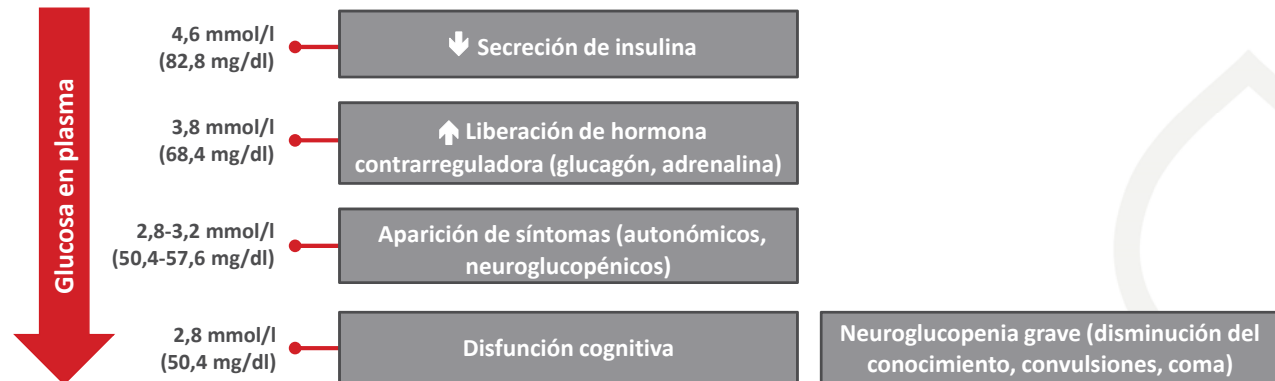 Glucosa en plasma
4,6 mmol/l
(82,8 mg/dl)
Secreción de insulina
3,8 mmol/l
(68,4 mg/dl)
Liberación de hormona
contrarreguladora (glucagón, adrenalina)
2,8-3,2 mmol/l
(50,4-57,6 mg/dl)
Aparición de síntomas (autonómicos,
neuroglucopénicos)
2,8 mmol/l
(50,4 mg/dl)
Disfunción cognitiva
Neuroglucopenia grave (disminución del
conocimiento, convulsiones, coma)